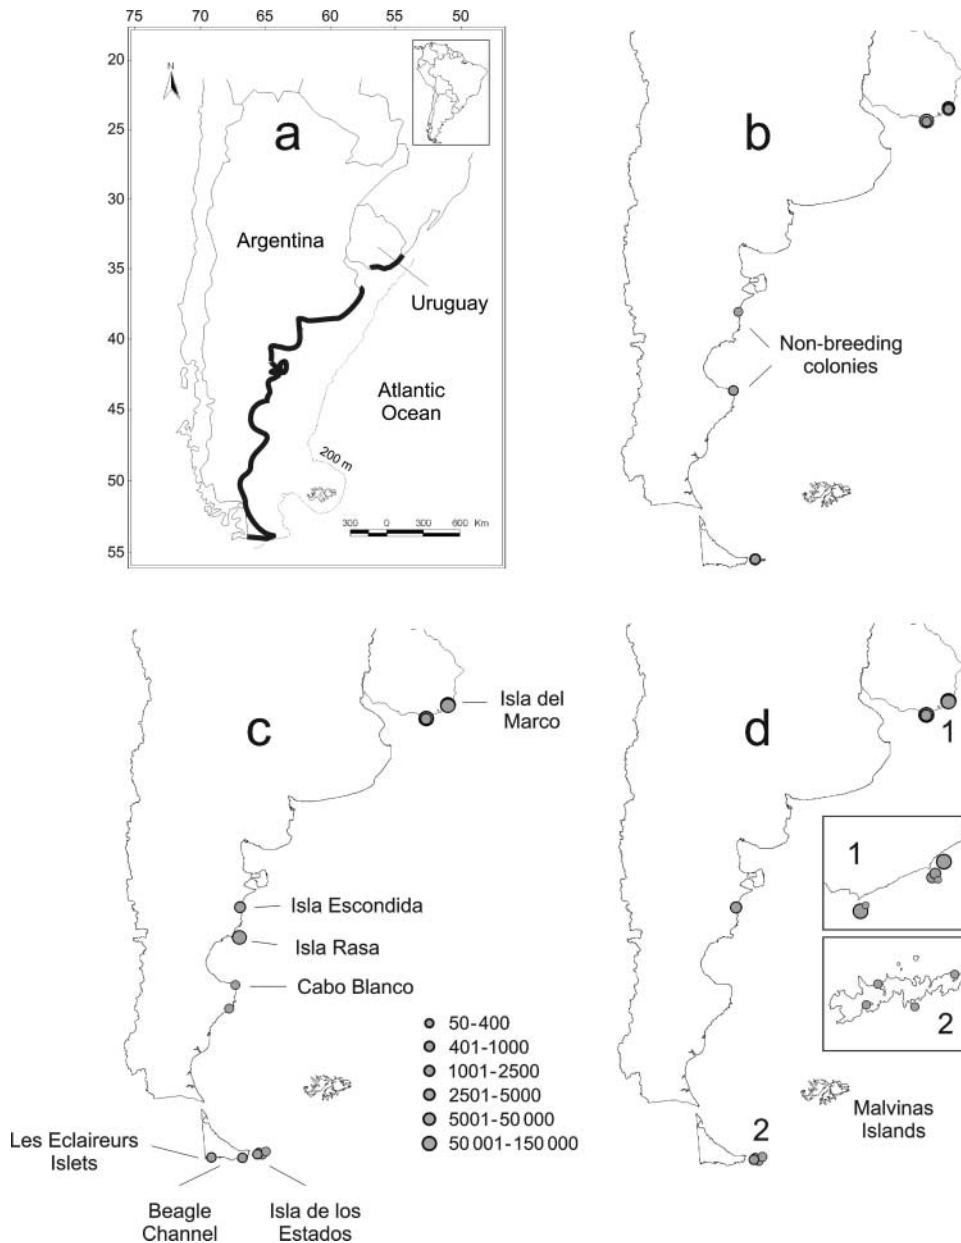 75 65 60 55 50
20
N
25
a
30
Argentina
35
Uruguay
40
Atlantic
Ocean
45
200 m
50
300 0 300 600 Km
55
b
Non-breeding
colonies
c
Isla del
Marco
Isla Escondida
Isla Rasa
Cabo Blanco
50-400
401-1000
1001-2500
2501-5000
5001-50 000
50 001-150 000
Les Eclaireurs
Islets
Beagle
Channel
Isla de los
Estados
d
1
1
2
2
Malvinas
Islands